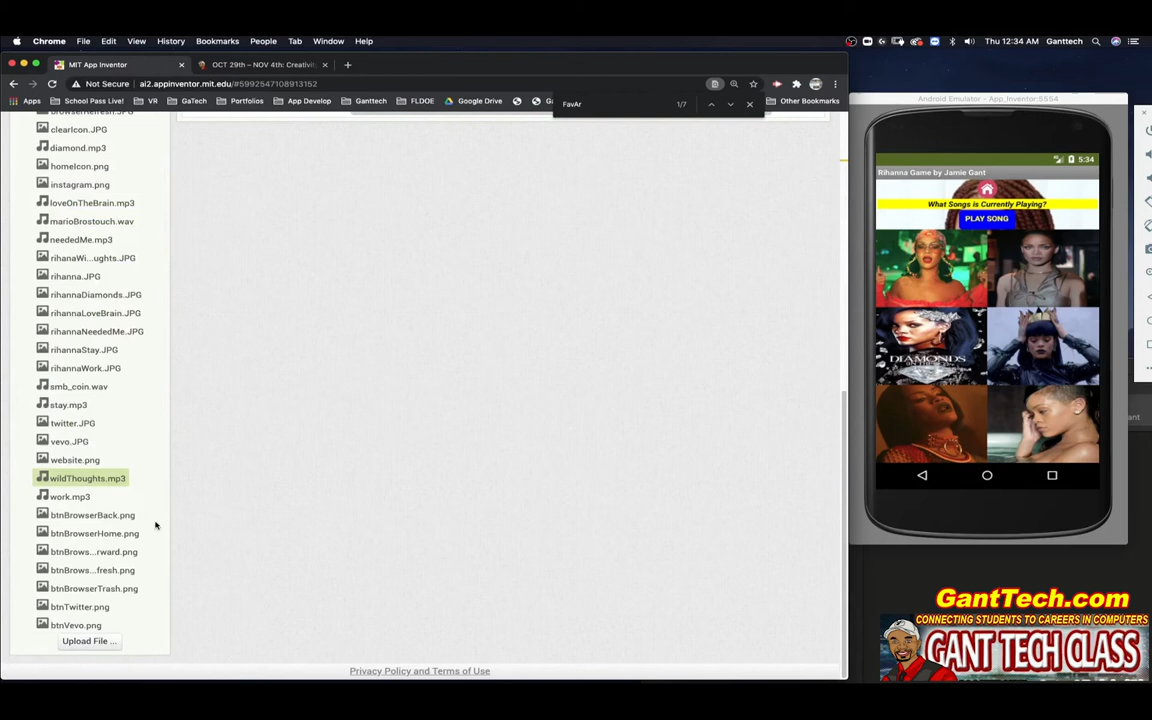 Chrome File Edit View History Bookmarks People Tab Window Help
Thu 12:34 AM Ganttech
MIT App Inventor
OCT 29th – NOV 4th: Creativity
Not Secure | ai2.appinventor.mit.edu/#5992547108913152
Apps School Pass Live! VR GaTech Portfolios App Develop Ganttech FLDOE Google Drive
Other Bookmarks
FavAr 1/7
clearIcon.JPG
diamond.mp3
homeIcon.png
instagram.png
loveOnTheBrain.mp3
marioBrostouch.wav
neededMe.mp3
rihanaWi...ughts.JPG
rihanna.JPG
rihannaDiamonds.JPG
rihannaLoveBrain.JPG
rihannaNeededMe.JPG
rihannaStay.JPG
rihannaWork.JPG
smb_coin.wav
stay.mp3
twitter.JPG
vevo.JPG
website.png
wildThoughts.mp3
work.mp3
btnBrowserBack.png
btnBrowserHome.png
btnBrows...rward.png
btnBrows...fresh.png
btnBrowserTrash.png
btnTwitter.png
btnVevo.png
Upload File ...
Privacy Policy and Terms of Use
Android Emulator - App_Inventor:5554
5:34
Rihanna Game by Jamie Gant
What Songs is Currently Playing?
PLAY SONG
DIAMONDS
GantTech.com
CONNECTING STUDENTS TO CAREERS IN COMPUTERS
GANT TECH CLASS